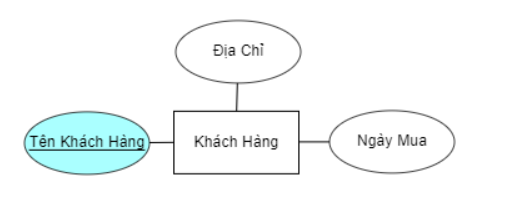 Địa Chỉ
Tên Khách Hàng
Khách Hàng
Ngày Mua